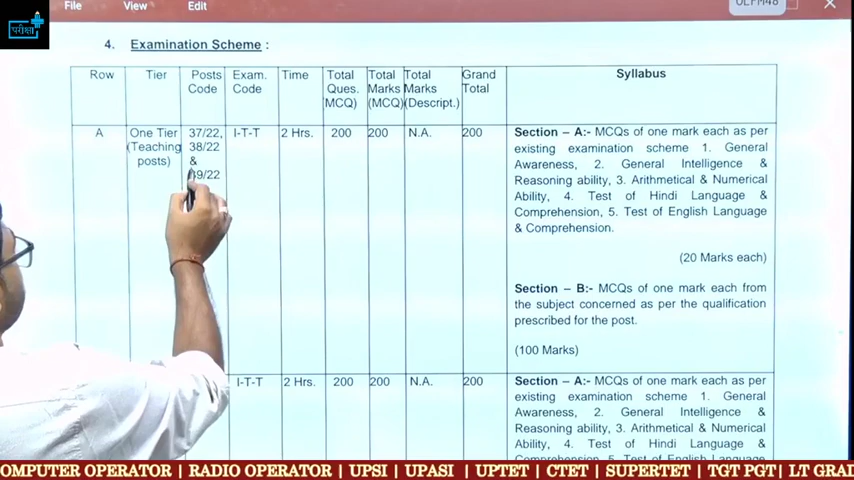 File View Edit
परीक्षा
4. Examination Scheme :
Row Tier Posts Code Exam. Code Time Total Ques. MCQ) Total Marks (MCQ) Total Marks (Descript.) Grand Total Syllabus
A One Tier (Teaching posts) 37/22, 38/22 & 39/22 I-T-T 2 Hrs. 200 200 N.A. 200
Section – A:- MCQs of one mark each as per
existing examination scheme 1. General
Awareness, 2. General Intelligence &
Reasoning ability, 3. Arithmetical & Numerical
Ability, 4. Test of Hindi Language &
Comprehension, 5. Test of English Language
& Comprehension.
(20 Marks each)
Section – B:- MCQs of one mark each from
the subject concerned as per the qualification
prescribed for the post.
(100 Marks)
I-T-T 2 Hrs. 200 200 N.A. 200
Section – A:- MCQs of one mark each as per
existing examination scheme 1. General
Awareness, 2. General Intelligence &
Reasoning ability, 3. Arithmetical & Numerical
Ability, 4. Test of Hindi Language &
Comprehension, 5. Test of English Language
OMPUTER OPERATOR | RADIO OPERATOR | UPSI | UPASI | UPTET | CTET | SUPERTET | TGT PGT| LT GRAD